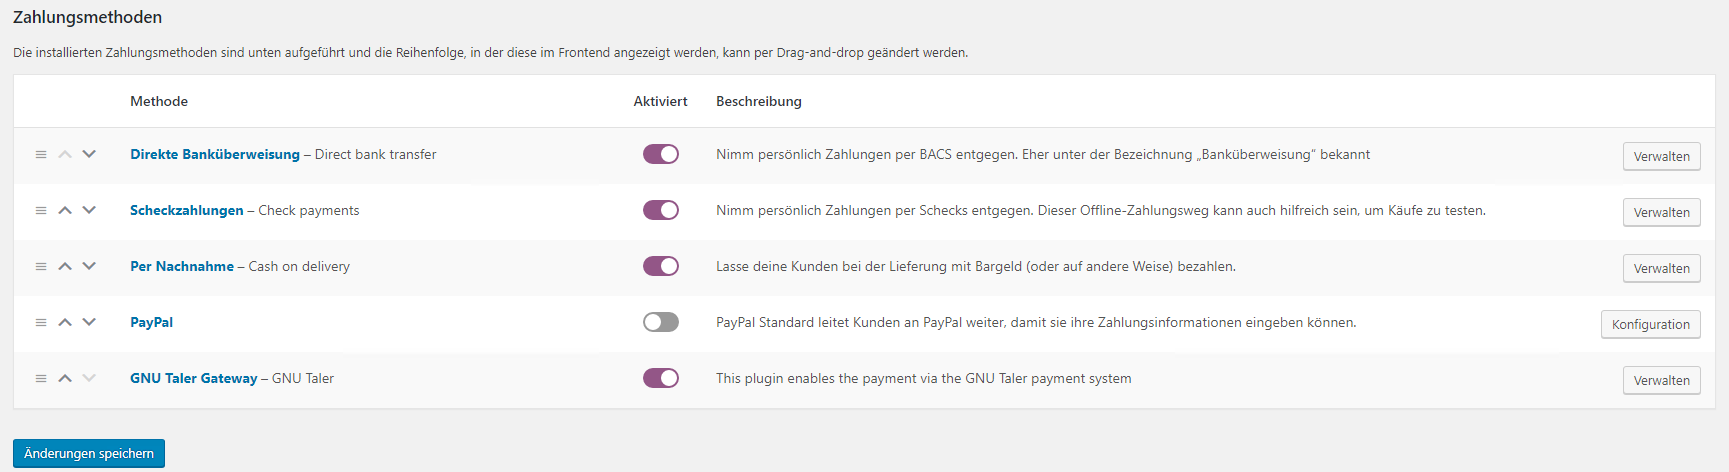 Zahlungsmethoden
Die installierten Zahlungsmethoden sind unten aufgeführt und die Reihenfolge, in der diese im Frontend angezeigt werden, kann per Drag-and-drop geändert werden.
Methode Aktiviert Beschreibung
Direkte Banküberweisung – Direct bank transfer Nimm persönlich Zahlungen per BACS entgegen. Eher unter der Bezeichnung „Banküberweisung“ bekannt Verwalten
Scheckzahlungen – Check payments Nimm persönlich Zahlungen per Schecks entgegen. Dieser Offline-Zahlungsweg kann auch hilfreich sein, um Käufe zu testen. Verwalten
Per Nachnahme – Cash on delivery Lasse deine Kunden bei der Lieferung mit Bargeld (oder auf andere Weise) bezahlen. Verwalten
PayPal PayPal Standard leitet Kunden an PayPal weiter, damit sie ihre Zahlungsinformationen eingeben können. Konfiguration
GNU Taler Gateway – GNU Taler This plugin enables the payment via the GNU Taler payment system Verwalten
Änderungen speichern